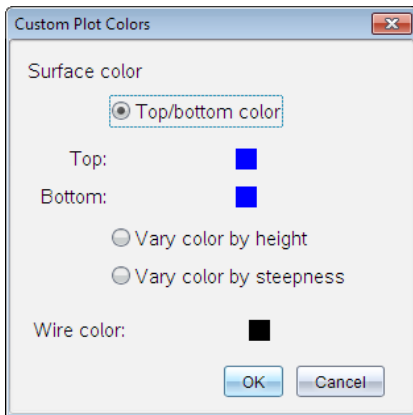 Custom Plot Colors
Surface color
Top/bottom color
Top:
Bottom:
Vary color by height
Vary color by steepness
Wire color:
OK Cancel